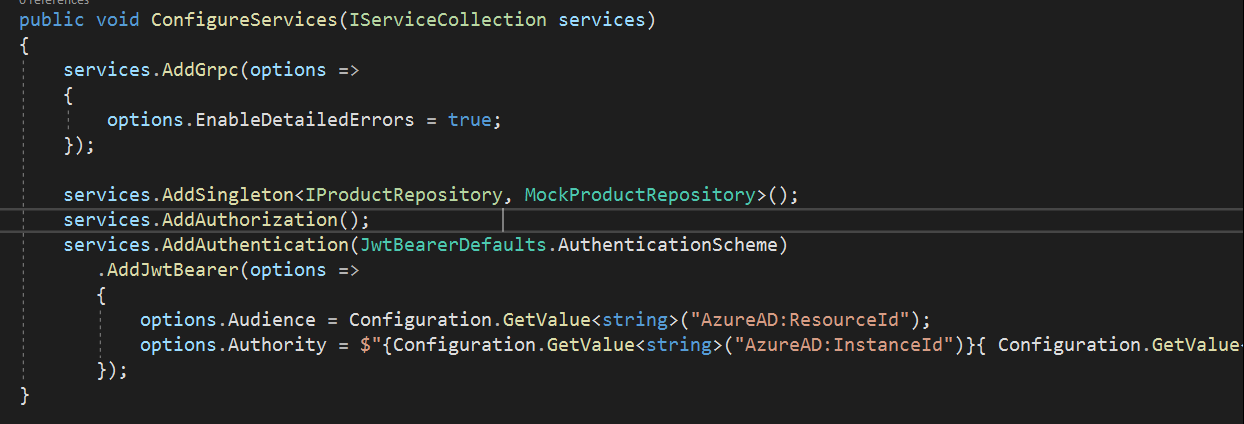 0 references
public void ConfigureServices(IServiceCollection services)
{
    services.AddGrpc(options =>
    {
        options.EnableDetailedErrors = true;
    });

    services.AddSingleton<IProductRepository, MockProductRepository>();
    services.AddAuthorization();
    services.AddAuthentication(JwtBearerDefaults.AuthenticationScheme)
        .AddJwtBearer(options =>
        {
            options.Audience = Configuration.GetValue<string>("AzureAD:ResourceId");
            options.Authority = $"{Configuration.GetValue<string>("AzureAD:InstanceId")}{ Configuration.GetValue<
        });
}